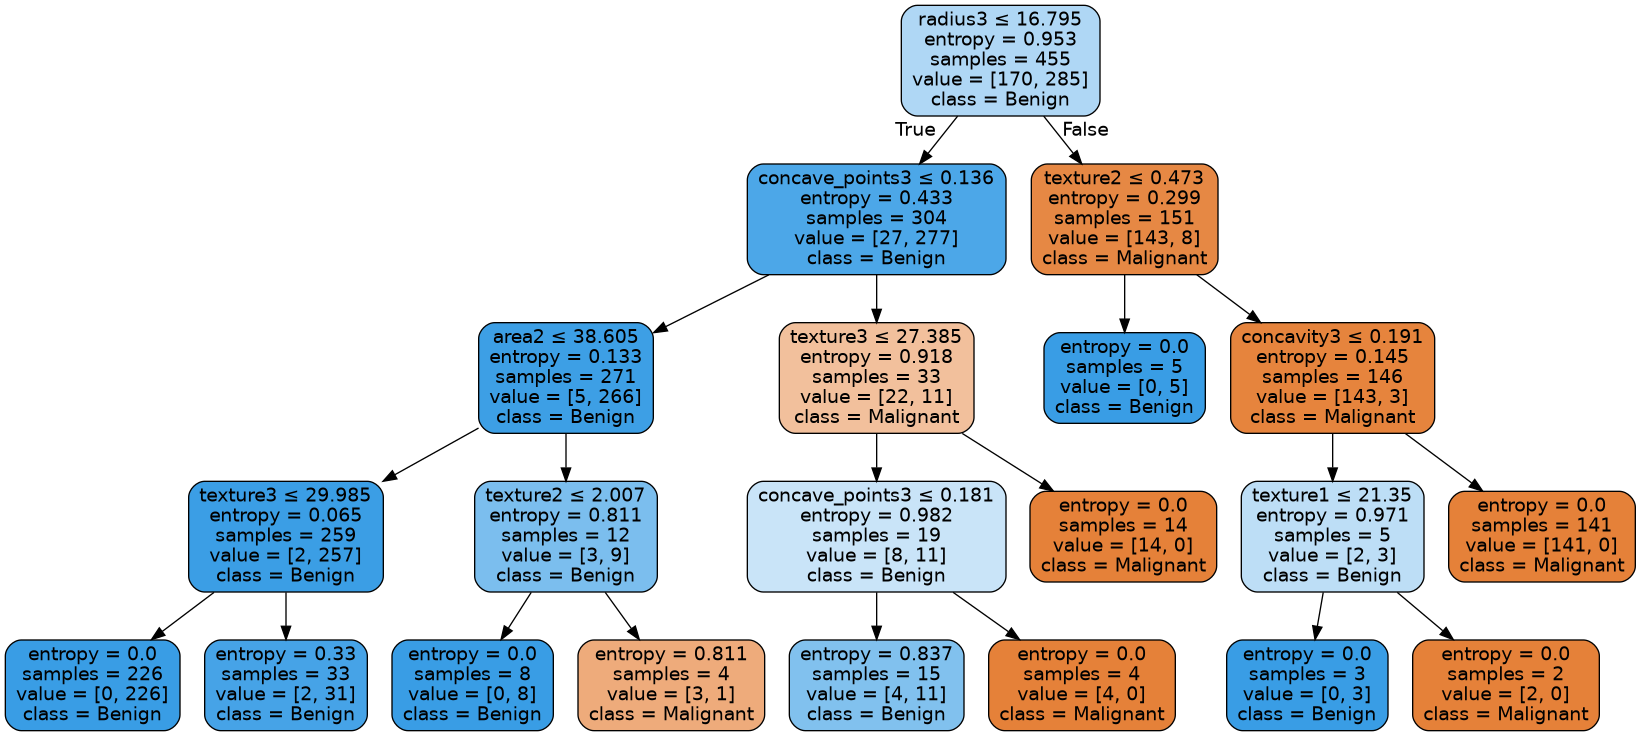 radius3 ≤ 16.795
entropy = 0.953
samples = 455
value = [170, 285]
class = Benign
True
False
concave_points3 ≤ 0.136
entropy = 0.433
samples = 304
value = [27, 277]
class = Benign
texture2 ≤ 0.473
entropy = 0.299
samples = 151
value = [143, 8]
class = Malignant
area2 ≤ 38.605
entropy = 0.133
samples = 271
value = [5, 266]
class = Benign
texture3 ≤ 27.385
entropy = 0.918
samples = 33
value = [22, 11]
class = Malignant
entropy = 0.0
samples = 5
value = [0, 5]
class = Benign
concavity3 ≤ 0.191
entropy = 0.145
samples = 146
value = [143, 3]
class = Malignant
texture3 ≤ 29.985
entropy = 0.065
samples = 259
value = [2, 257]
class = Benign
texture2 ≤ 2.007
entropy = 0.811
samples = 12
value = [3, 9]
class = Benign
concave_points3 ≤ 0.181
entropy = 0.982
samples = 19
value = [8, 11]
class = Benign
entropy = 0.0
samples = 14
value = [14, 0]
class = Malignant
texture1 ≤ 21.35
entropy = 0.971
samples = 5
value = [2, 3]
class = Benign
entropy = 0.0
samples = 141
value = [141, 0]
class = Malignant
entropy = 0.0
samples = 226
value = [0, 226]
class = Benign
entropy = 0.33
samples = 33
value = [2, 31]
class = Benign
entropy = 0.0
samples = 8
value = [0, 8]
class = Benign
entropy = 0.811
samples = 4
value = [3, 1]
class = Malignant
entropy = 0.837
samples = 15
value = [4, 11]
class = Benign
entropy = 0.0
samples = 4
value = [4, 0]
class = Malignant
entropy = 0.0
samples = 3
value = [0, 3]
class = Benign
entropy = 0.0
samples = 2
value = [2, 0]
class = Malignant